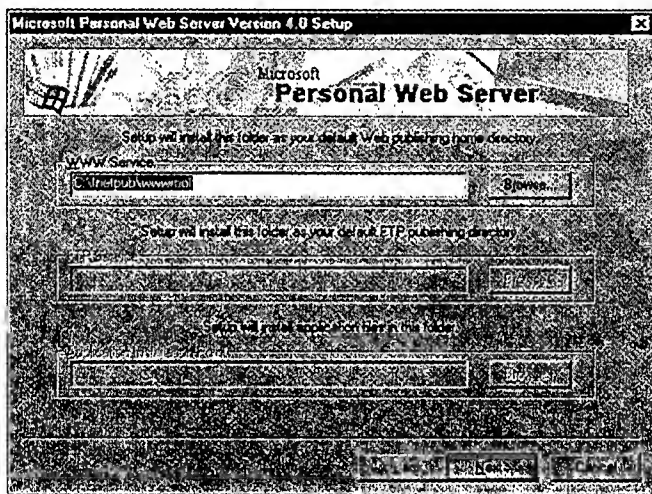 Microsoft Personal Web Server Version 4.0 Setup
Microsoft
Personal Web Server
Setup will install this folder as your default Web publishing home directory.
WWW Service
C:\Inetpub\wwwroot
Browse...
Setup will install this folder as your default FTP publishing directory.
Setup will install application files in this folder.
Next >
Cancel